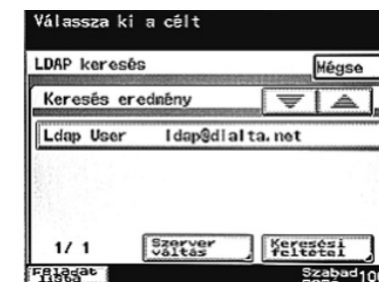 Válassza ki a célt
LDAP keresés
Mégse
Keresés eredmény
Ldap User ldap@dialta.net
1/ 1
Szerver váltás
Keresési feltétel
Feladat lista
Szabad 100